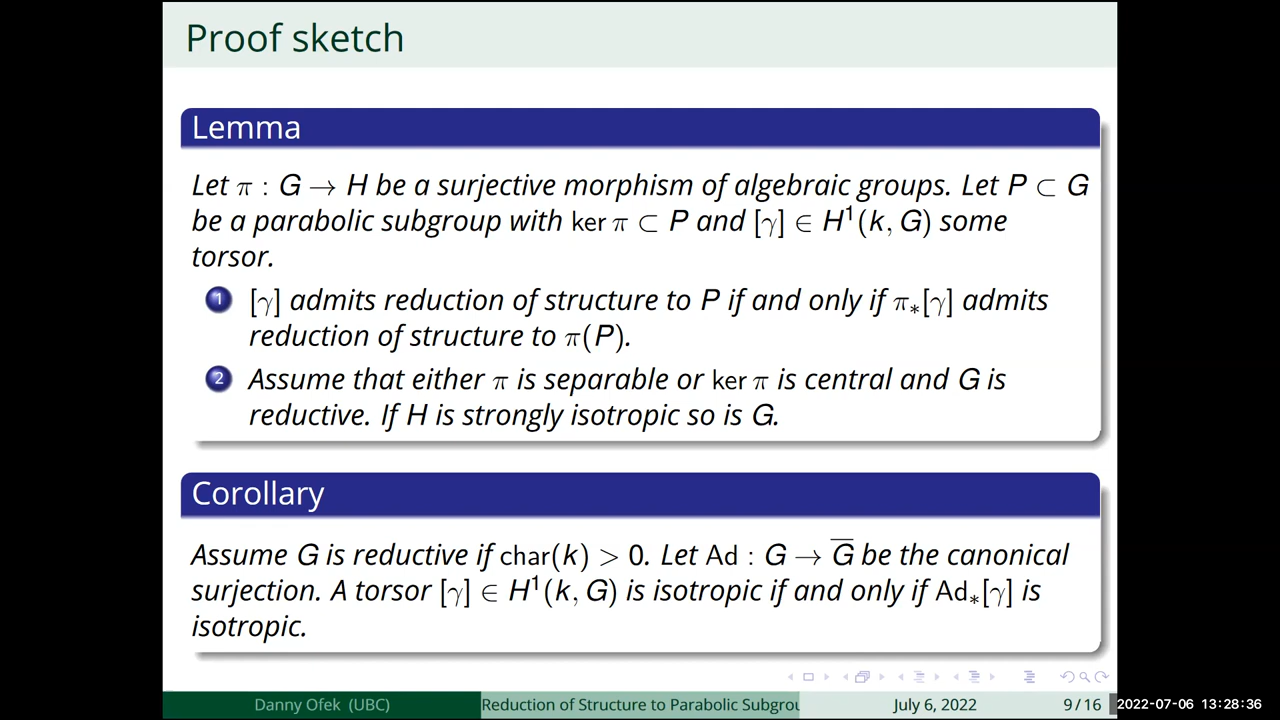 Proof sketch
Lemma
Let π : G → H be a surjective morphism of algebraic groups. Let P ⊂ G
be a parabolic subgroup with ker π ⊂ P and [γ] ∈ H¹(k, G) some
torsor.
1 [γ] admits reduction of structure to P if and only if π∗[γ] admits
reduction of structure to π(P).
2 Assume that either π is separable or ker π is central and G is
reductive. If H is strongly isotropic so is G.
Corollary
Assume G is reductive if char(k) > 0. Let Ad : G → G̅ be the canonical
surjection. A torsor [γ] ∈ H¹(k, G) is isotropic if and only if Ad∗[γ] is
isotropic.
Danny Ofek (UBC) Reduction of Structure to Parabolic Subgrou July 6, 2022 9 / 16 2022-07-06 13:28:36